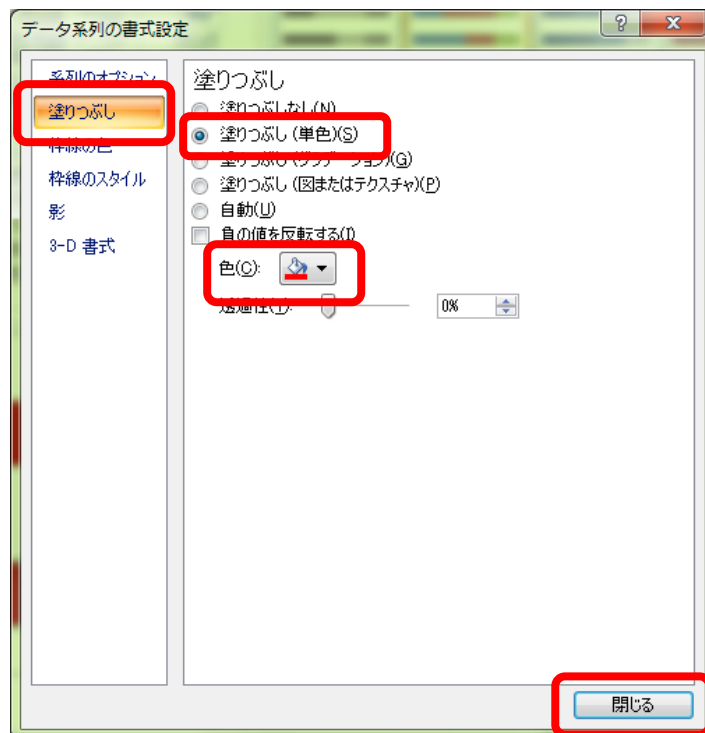 データ系列の書式設定
系列のオプション
塗りつぶし
枠線の色
枠線のスタイル
影
3-D 書式
塗りつぶし
塗りつぶしなし(N)
塗りつぶし (単色)(S)
塗りつぶし (グラデーション)(G)
塗りつぶし (図またはテクスチャ)(P)
自動(U)
負の値を反転する(I)
色(C):
透過性(T):
0%
閉じる